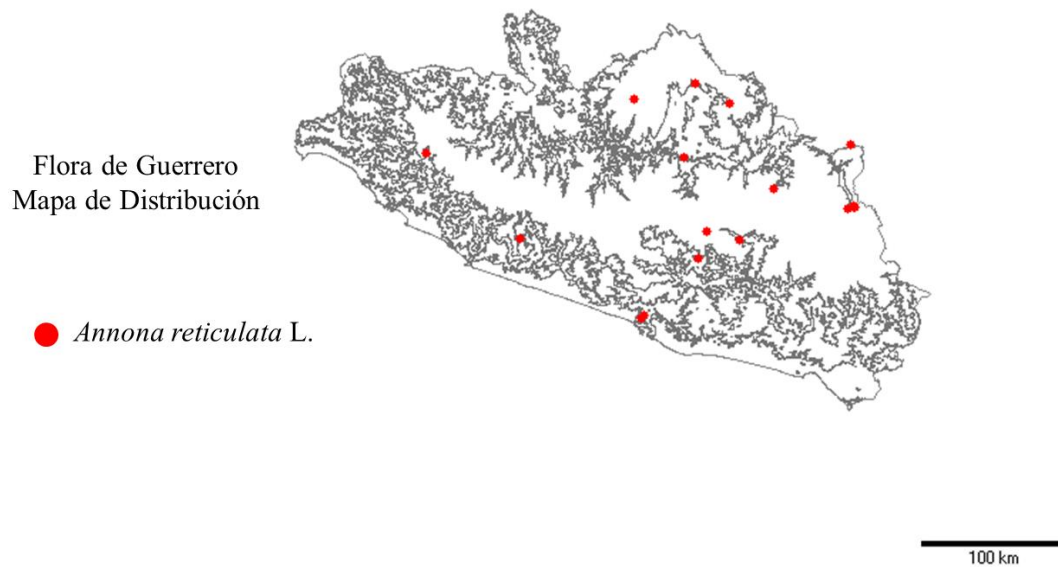 Flora de Guerrero
Mapa de Distribución
Annona reticulata L.
100 km